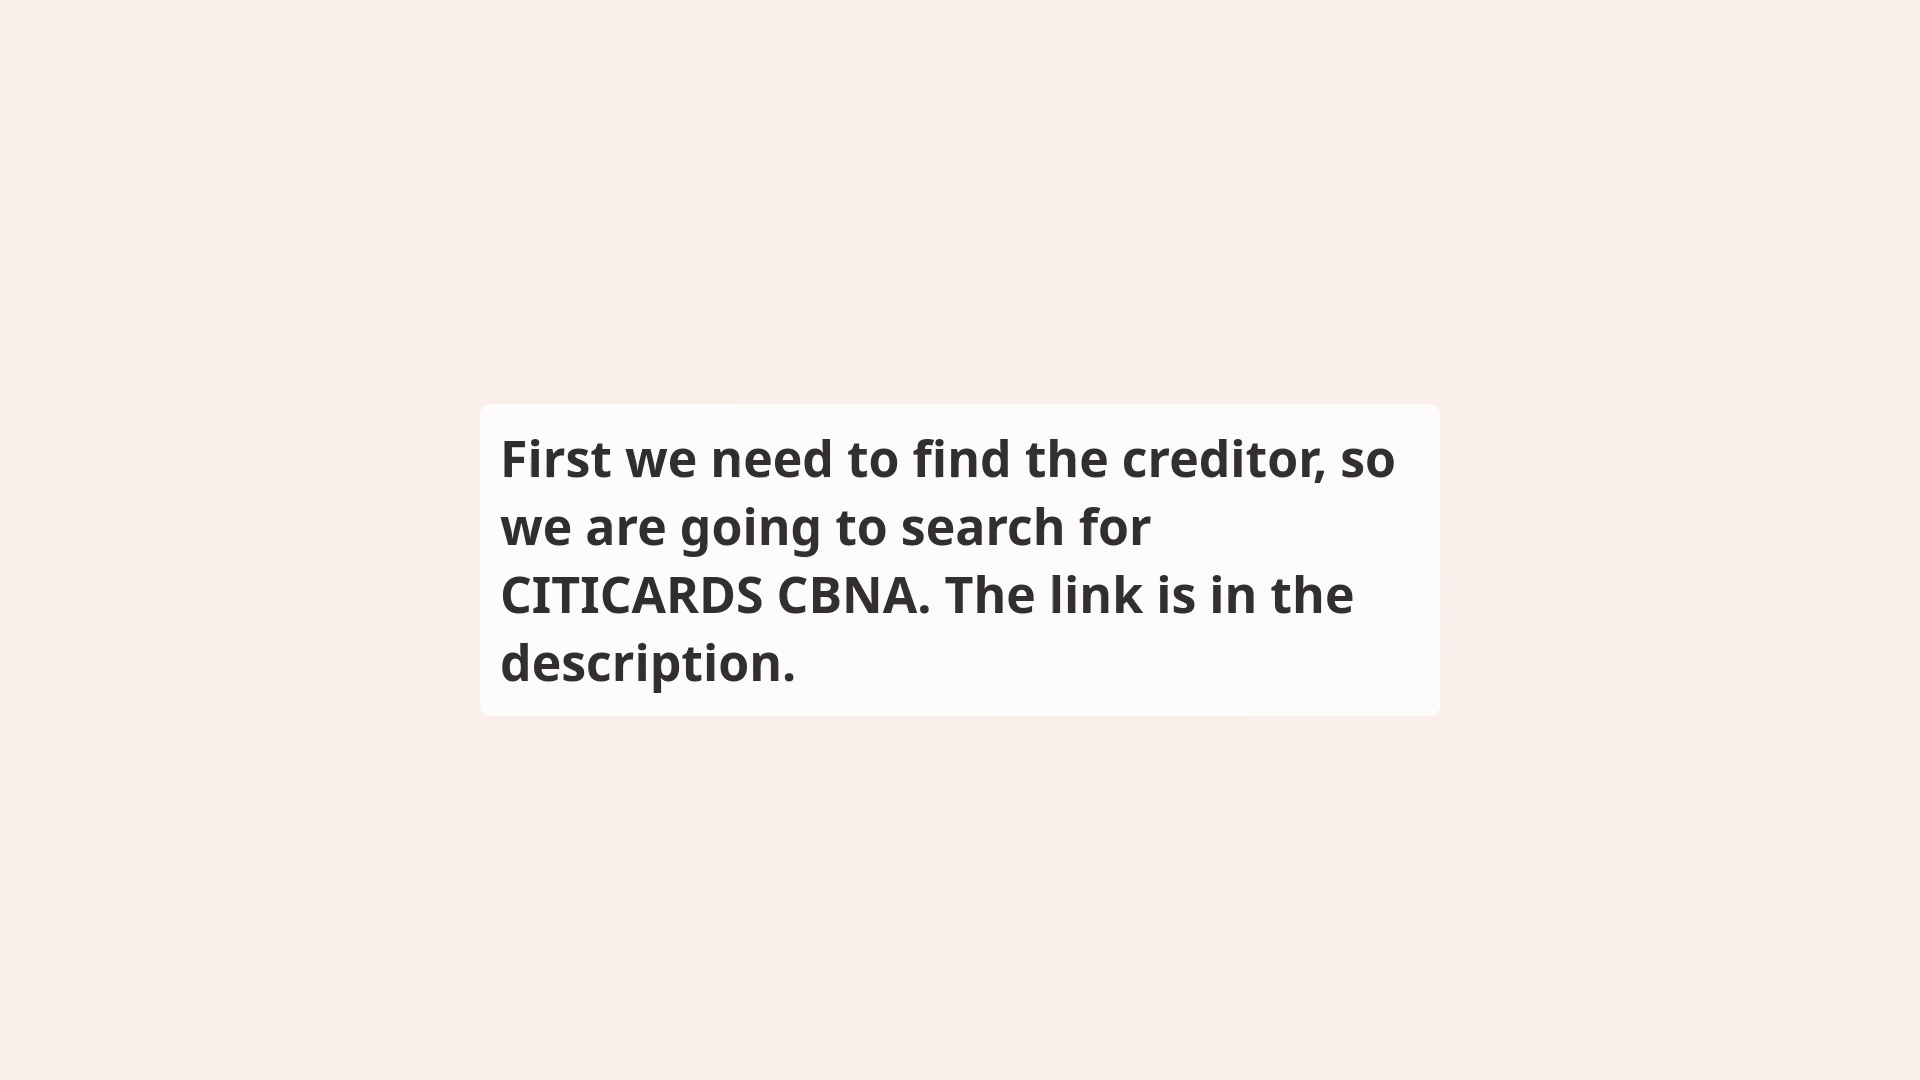 First we need to find the creditor, so
we are going to search for
CITICARDS CBNA. The link is in the
description.